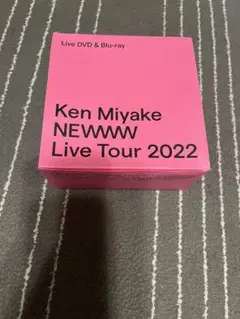 Live DVD & Blu-ray
Ken Miyake
NEWWW
Live Tour 2022